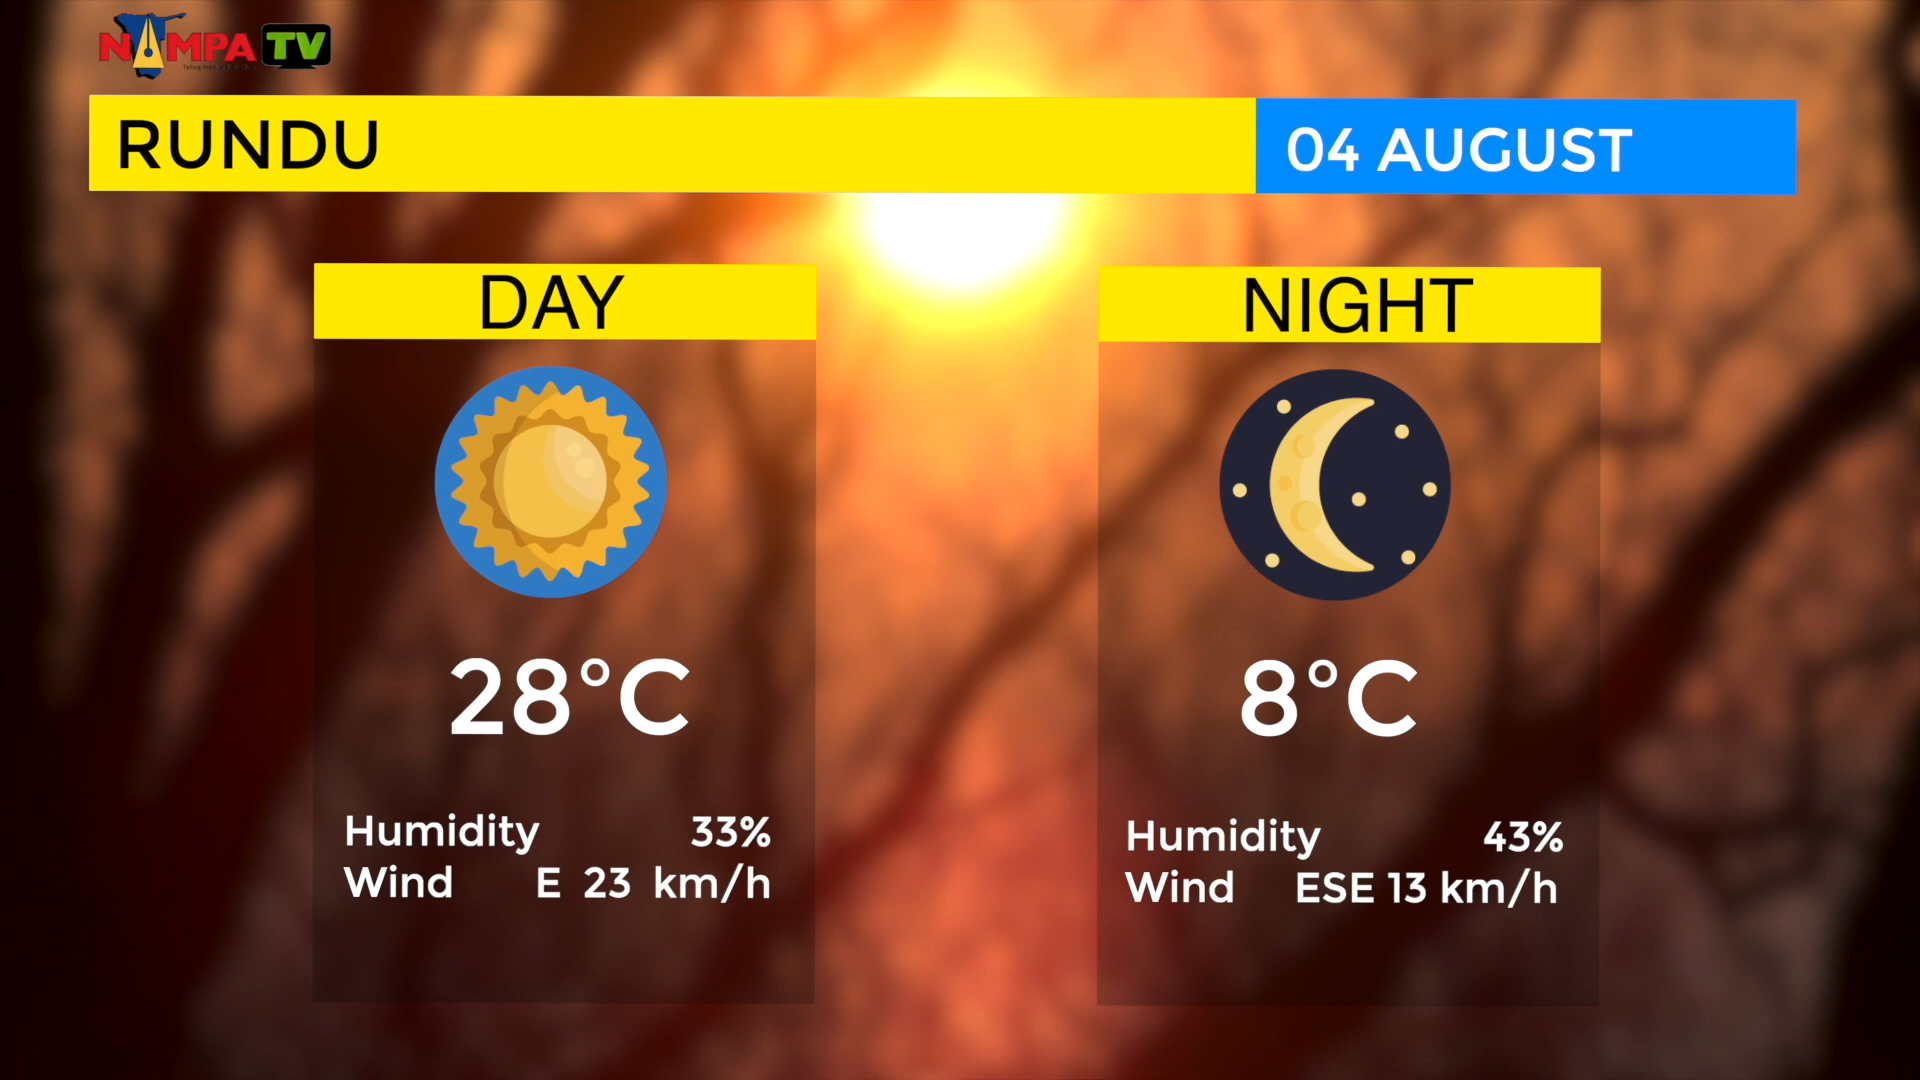 NAMPA TV
RUNDU
04 AUGUST
DAY
28°C
Humidity 33%
Wind E 23 km/h
NIGHT
8°C
Humidity 43%
Wind ESE 13 km/h